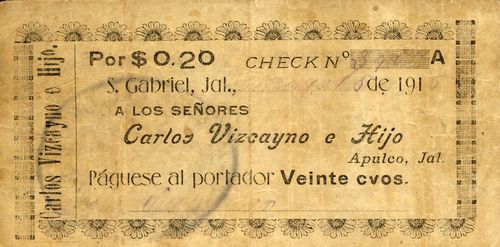 Carlos Vizcayno e Hijo.
Por $0.20 CHECK Nº A
S. Gabriel, Jal., de 191
A LOS SEÑORES
Carlos Vizcayno e Hijo
Apulco, Jal.
Páguese al portador Veinte cvos.